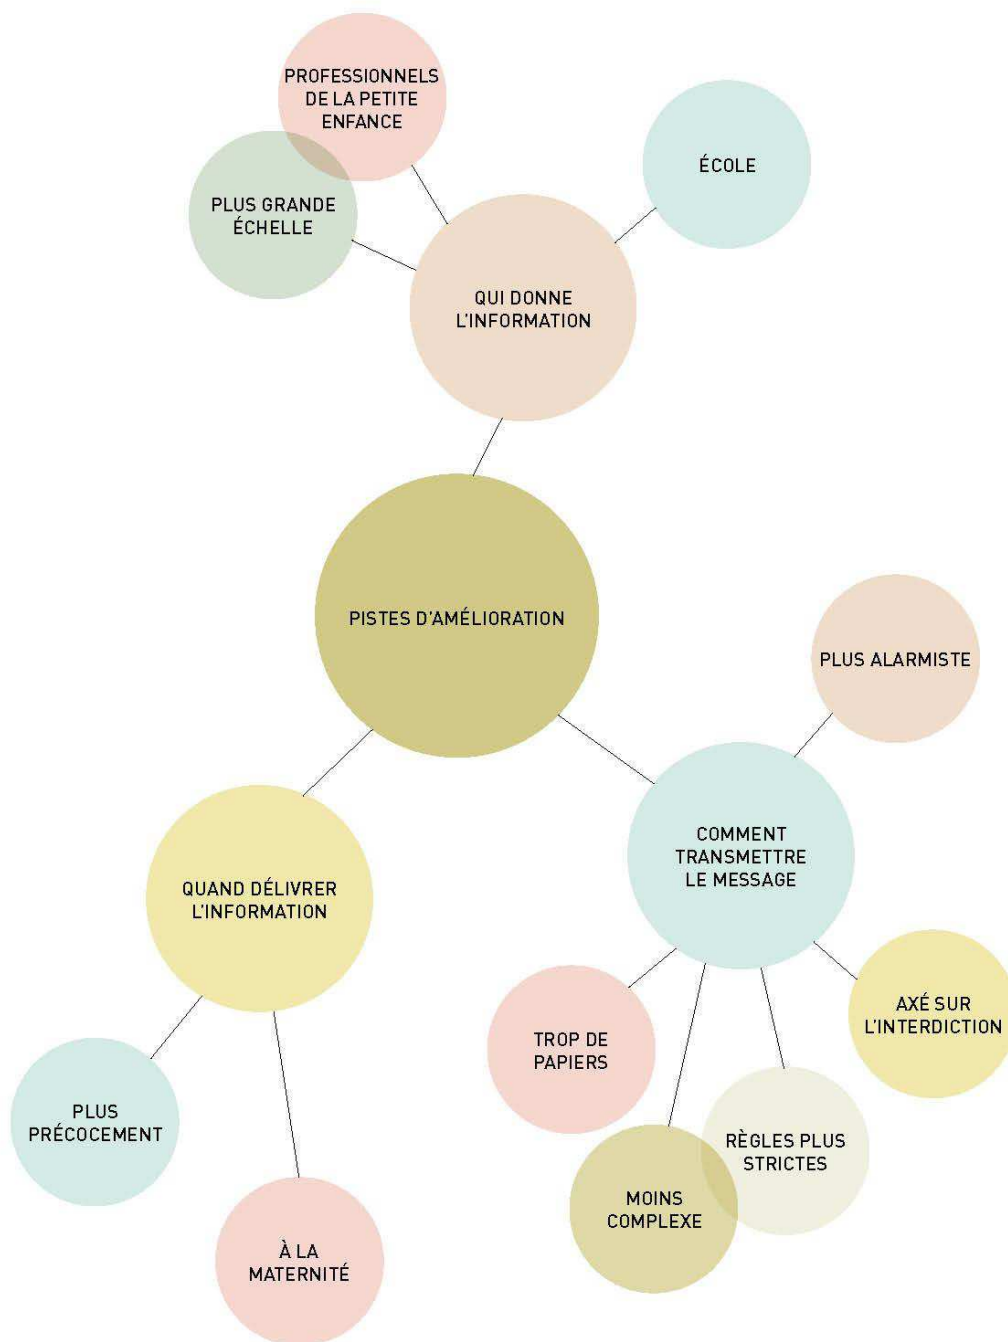 PROFESSIONNELS
DE LA PETITE
ENFANCE
ÉCOLE
PLUS GRANDE
ÉCHELLE
QUI DONNE
L'INFORMATION
PISTES D'AMÉLIORATION
PLUS ALARMISTE
COMMENT
TRANSMETTRE
LE MESSAGE
QUAND DÉLIVRER
L'INFORMATION
AXÉ SUR
L'INTERDICTION
TROP DE
PAPIERS
PLUS
PRÉCOCEMENT
RÈGLES PLUS
STRICTES
MOINS
COMPLEXE
À LA
MATERNITÉ